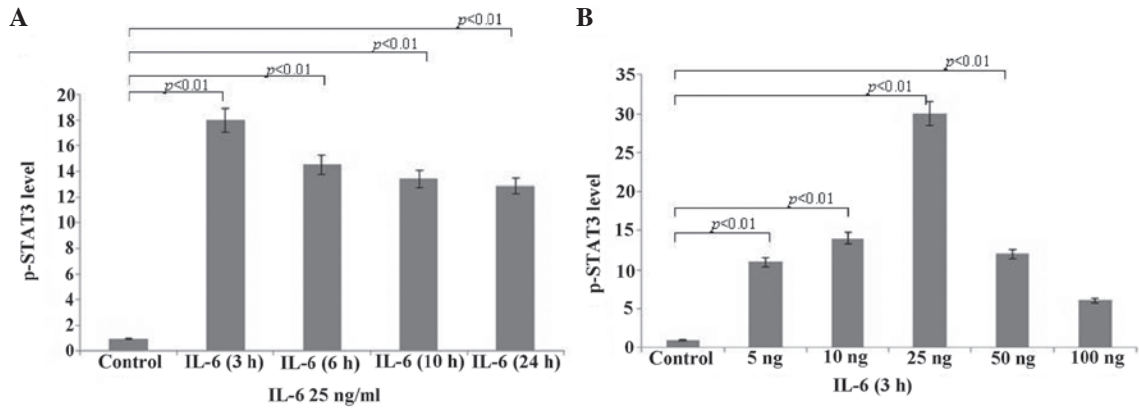 A
p<0.01
p<0.01
p<0.01
p<0.01
p-STAT3 level
20
18
16
14
12
10
8
6
4
2
0
Control IL-6 (3 h) IL-6 (6 h) IL-6 (10 h) IL-6 (24 h)
IL-6 25 ng/ml
B
p<0.01
p<0.01
p<0.01
p<0.01
p-STAT3 level
35
30
25
20
15
10
5
0
Control 5 ng 10 ng 25 ng 50 ng 100 ng
IL-6 (3 h)